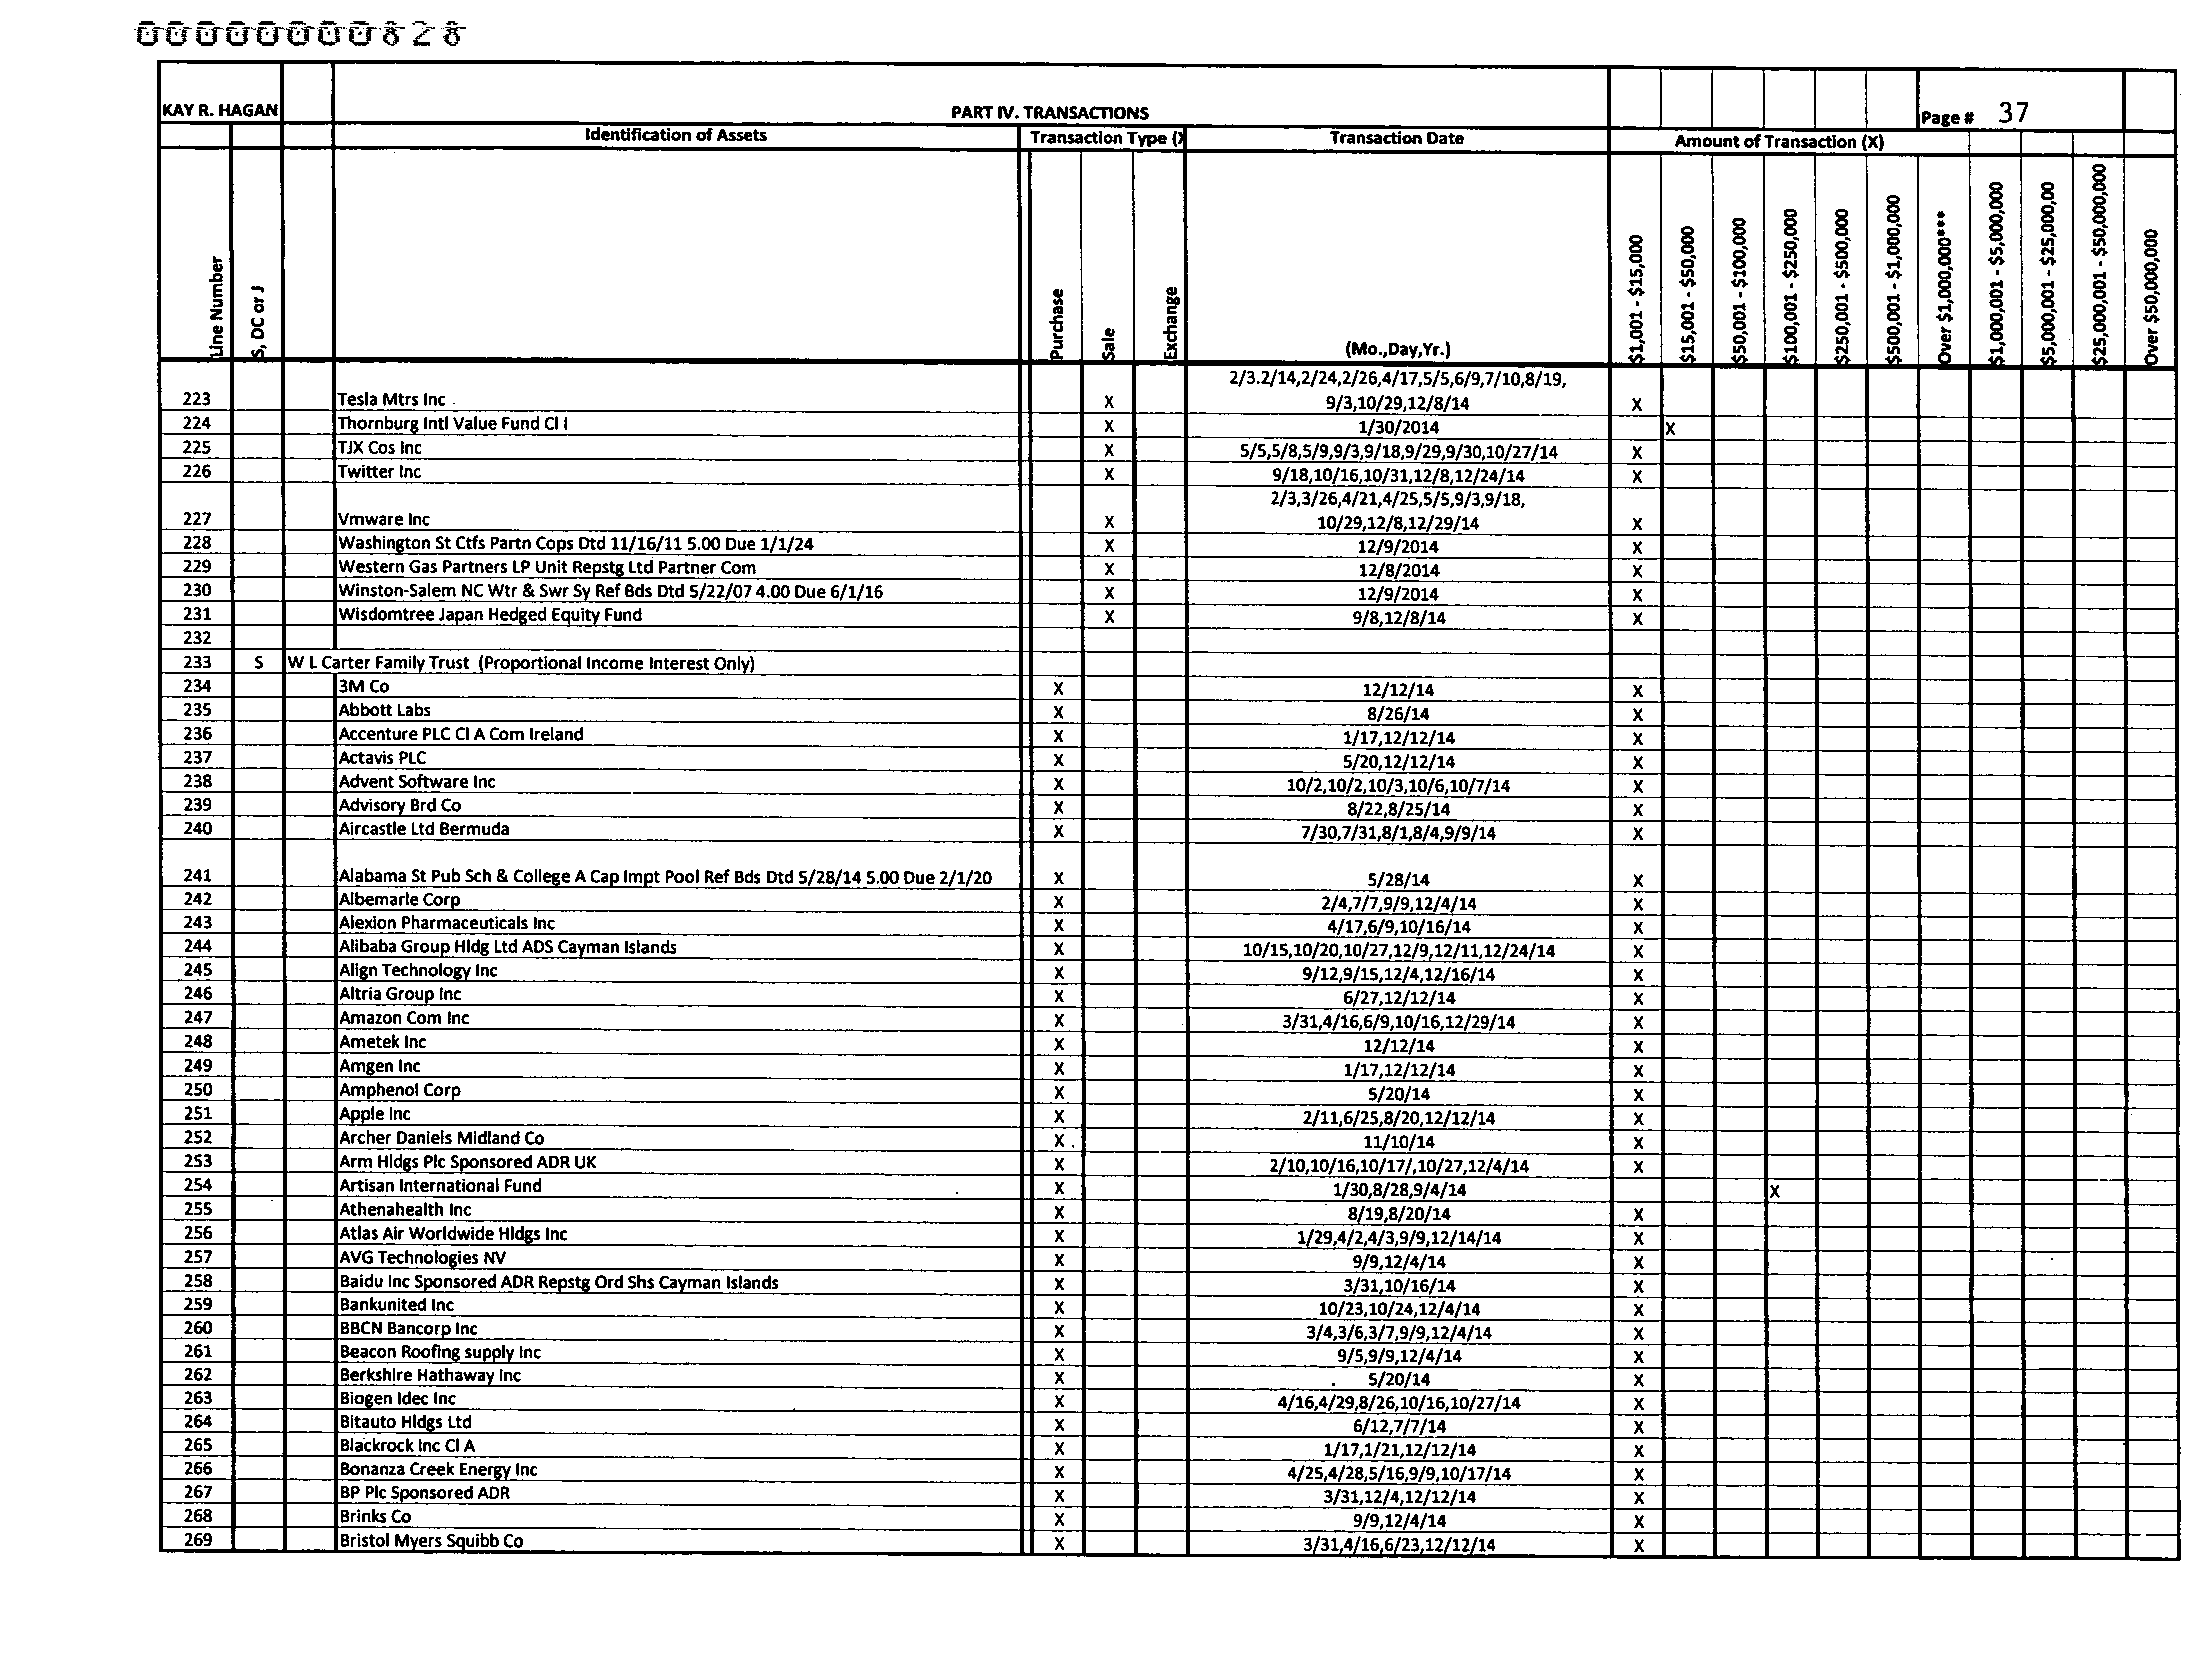 00000000828
KAY R. HAGAN PART IV. TRANSACTIONS Page # 37
Identification of Assets Transaction Type (X Transaction Date Amount of Transaction (X)
Line Number S, DC or J Purchase Sale Exchange (Mo.,Day,Yr.) $1,001 - $15,000 $15,001 - $50,000 $50,001 - $100,000 $100,001 - $250,000 $250,001 - $500,000 $500,001 - $1,000,000 Over $1,000,000*** $1,000,001 - $5,000,000 $5,000,001 - $25,000,00 $25,000,001 - $50,000,000 Over $50,000,000
2/3.2/14,2/24,2/26,4/17,5/5,6/9,7/10,8/19,
223 Tesla Mtrs Inc X 9/3,10/29,12/8/14 X
224 Thornburg Intl Value Fund Cl I X 1/30/2014 X
225 TJX Cos Inc X 5/5,5/8,5/9,9/3,9/18,9/29,9/30,10/27/14 X
226 Twitter Inc X 9/18,10/16,10/31,12/8,12/24/14 X
2/3,3/26,4/21,4/25,5/5,9/3,9/18,
227 Vmware Inc X 10/29,12/8,12/29/14 X
228 Washington St Ctfs Partn Cops Dtd 11/16/11 5.00 Due 1/1/24 X 12/9/2014 X
229 Western Gas Partners LP Unit Repstg Ltd Partner Com X 12/8/2014 X
230 Winston-Salem NC Wtr & Swr Sy Ref Bds Dtd 5/22/07 4.00 Due 6/1/16 X 12/9/2014 X
231 Wisdomtree Japan Hedged Equity Fund X 9/8,12/8/14 X
232
233 S W L Carter Family Trust (Proportional Income Interest Only)
234 3M Co X 12/12/14 X
235 Abbott Labs X 8/26/14 X
236 Accenture PLC Cl A Com Ireland X 1/17,12/12/14 X
237 Actavis PLC X 5/20,12/12/14 X
238 Advent Software Inc X 10/2,10/2,10/3,10/6,10/7/14 X
239 Advisory Brd Co X 8/22,8/25/14 X
240 Aircastle Ltd Bermuda X 7/30,7/31,8/1,8/4,9/9/14 X
241 Alabama St Pub Sch & College A Cap Impt Pool Ref Bds Dtd 5/28/14 5.00 Due 2/1/20 X 5/28/14 X
242 Albemarle Corp X 2/4,7/7,9/9,12/4/14 X
243 Alexion Pharmaceuticals Inc X 4/17,6/9,10/16/14 X
244 Alibaba Group Hldg Ltd ADS Cayman Islands X 10/15,10/20,10/27,12/9,12/11,12/24/14 X
245 Align Technology Inc X 9/12,9/15,12/4,12/16/14 X
246 Altria Group Inc X 6/27,12/12/14 X
247 Amazon Com Inc X 3/31,4/16,6/9,10/16,12/29/14 X
248 Ametek Inc X 12/12/14 X
249 Amgen Inc X 1/17,12/12/14 X
250 Amphenol Corp X 5/20/14 X
251 Apple Inc X 2/11,6/25,8/20,12/12/14 X
252 Archer Daniels Midland Co X 11/10/14 X
253 Arm Hldgs Plc Sponsored ADR UK X 2/10,10/16,10/17/,10/27,12/4/14 X
254 Artisan International Fund X 1/30,8/28,9/4/14 X
255 Athenahealth Inc X 8/19,8/20/14 X
256 Atlas Air Worldwide Hldgs Inc X 1/29,4/2,4/3,9/9,12/14/14 X
257 AVG Technologies NV X 9/9,12/4/14 X
258 Baidu Inc Sponsored ADR Repstg Ord Shs Cayman Islands X 3/31,10/16/14 X
259 Bankunited Inc X 10/23,10/24,12/4/14 X
260 BBCN Bancorp Inc X 3/4,3/6,3/7,9/9,12/4/14 X
261 Beacon Roofing supply Inc X 9/5,9/9,12/4/14 X
262 Berkshire Hathaway Inc X 5/20/14 X
263 Biogen Idec Inc X 4/16,4/29,8/26,10/16,10/27/14 X
264 Bitauto Hldgs Ltd X 6/12,7/7/14 X
265 Blackrock Inc Cl A X 1/17,1/21,12/12/14 X
266 Bonanza Creek Energy Inc X 4/25,4/28,5/16,9/9,10/17/14 X
267 BP Plc Sponsored ADR X 3/31,12/4,12/12/14 X
268 Brinks Co X 9/9,12/4/14 X
269 Bristol Myers Squibb Co X 3/31,4/16,6/23,12/12/14 X